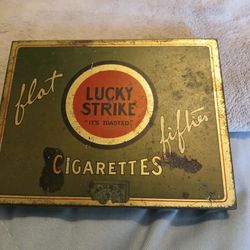 flat
LUCKY
STRIKE
"IT'S TOASTED"
fifties
CIGARETTES